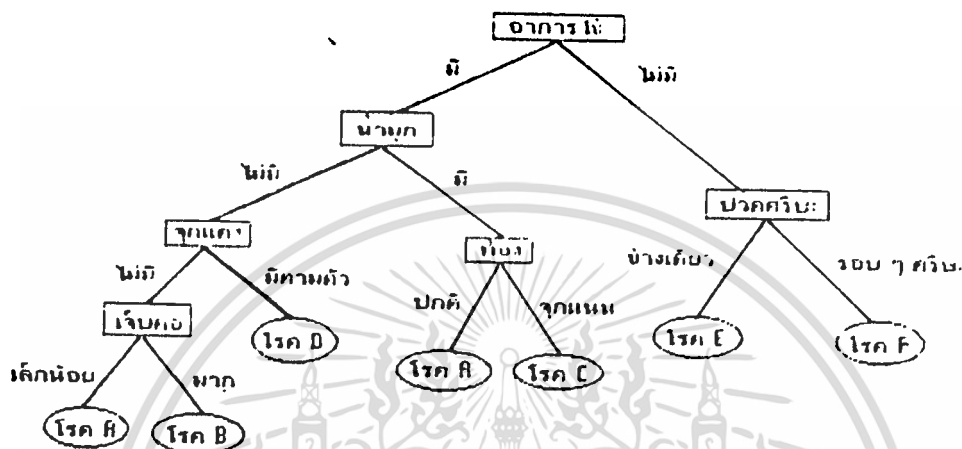 อาการไอ
มี
ไม่มี
น้ำมูก
ไม่มี
มี
ปวดศรีษะ
จุดแดง
ท้อง
ข้างเดียว
รอบ ๆ ศรีษะ
ไม่มี
มีตามตัว
ปกติ
จุกแน่น
เจ็บคอ
โรค D
โรค E
โรค F
เล็กน้อย
มาก
โรค A
โรค C
โรค A
โรค B